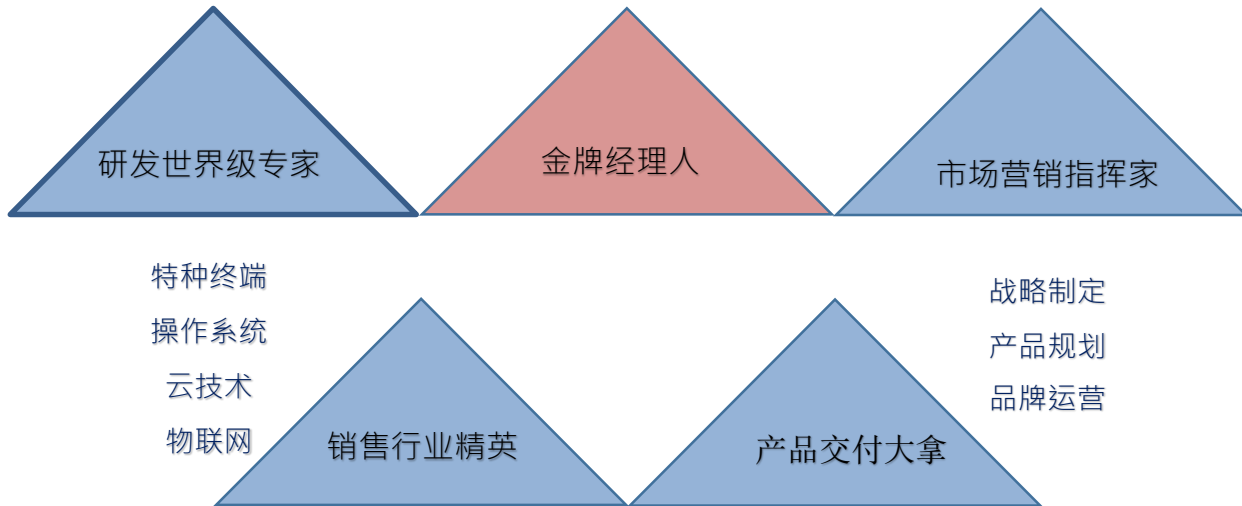 研发世界级专家
金牌经理人
市场营销指挥家
特种终端
操作系统
云技术
物联网
战略制定
产品规划
品牌运营
销售行业精英
产品交付大拿